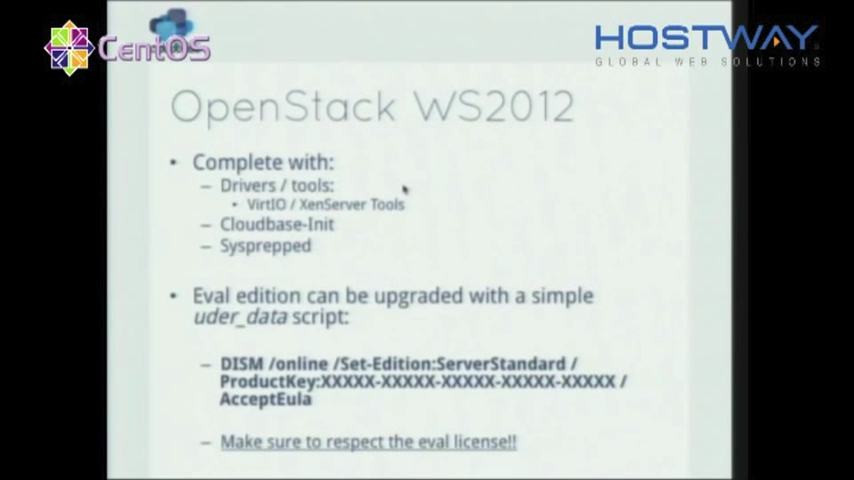 CentOS
HOSTWAY
GLOBAL WEB SOLUTIONS
OpenStack WS2012
• Complete with:
– Drivers / tools:
• VirtIO / XenServer Tools
– Cloudbase-Init
– Sysprepped
• Eval edition can be upgraded with a simple
uder_data script:
– DISM /online /Set-Edition:ServerStandard /
ProductKey:XXXXX-XXXXX-XXXXX-XXXXX-XXXXX /
AcceptEula
– Make sure to respect the eval license!!